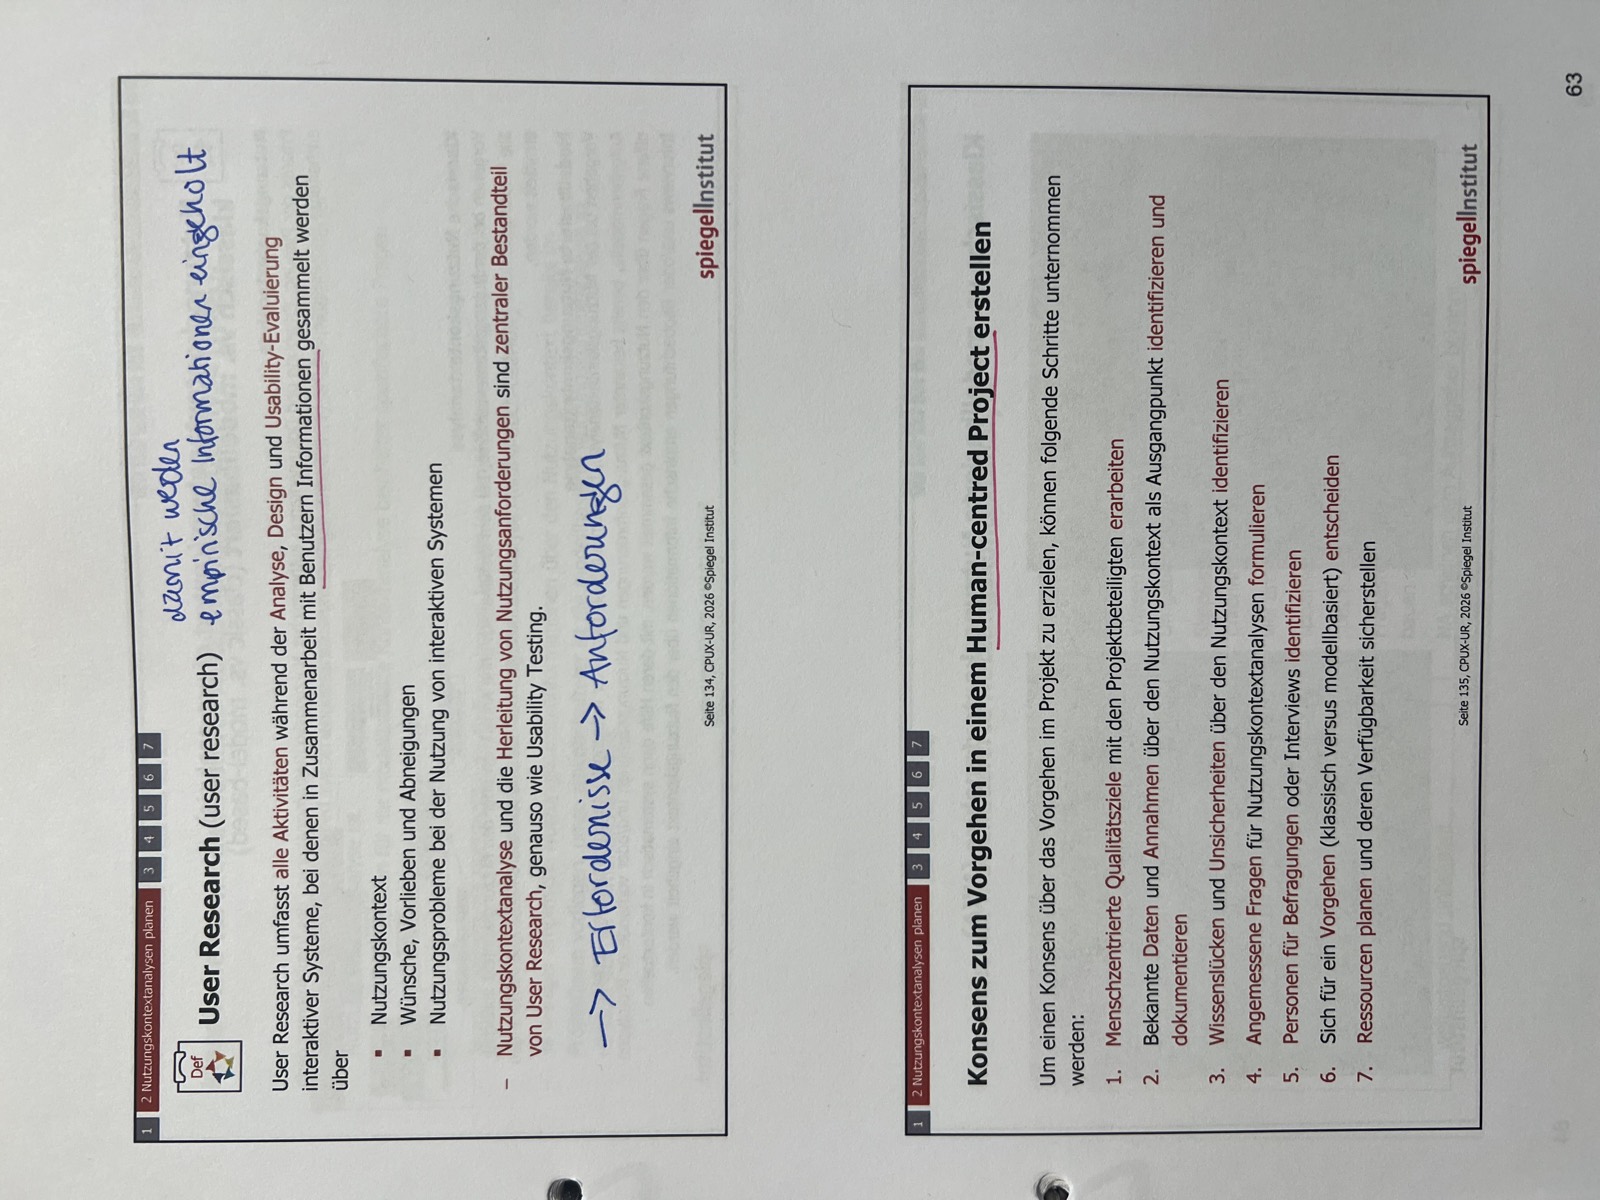 1 2 Nutzungskontextanalysen planen 3 4 5 6 7
damit weden
Def
User Research (user research) empirische Informationen eingeholt
User Research umfasst alle Aktivitäten während der Analyse, Design und Usability-Evaluierung
interaktiver Systeme, bei denen in Zusammenarbeit mit Benutzern Informationen gesammelt werden
über
▪ Nutzungskontext
▪ Wünsche, Vorlieben und Abneigungen
▪ Nutzungsprobleme bei der Nutzung von interaktiven Systemen
– Nutzungskontextanalyse und die Herleitung von Nutzungsanforderungen sind zentraler Bestandteil
von User Research, genauso wie Usability Testing.
→ Erfordernisse → Anforderungen
Seite 134, CPUX-UR, 2026 ©Spiegel Institut
spiegelInstitut
1 2 Nutzungskontextanalysen planen 3 4 5 6 7
Konsens zum Vorgehen in einem Human-centred Project erstellen
Um einen Konsens über das Vorgehen im Projekt zu erzielen, können folgende Schritte unternommen
werden:
1. Menschzentrierte Qualitätsziele mit den Projektbeteiligten erarbeiten
2. Bekannte Daten und Annahmen über den Nutzungskontext als Ausgangpunkt identifizieren und
dokumentieren
3. Wissenslücken und Unsicherheiten über den Nutzungskontext identifizieren
4. Angemessene Fragen für Nutzungskontextanalysen formulieren
5. Personen für Befragungen oder Interviews identifizieren
6. Sich für ein Vorgehen (klassisch versus modellbasiert) entscheiden
7. Ressourcen planen und deren Verfügbarkeit sicherstellen
Seite 135, CPUX-UR, 2026 ©Spiegel Institut
spiegelInstitut
63